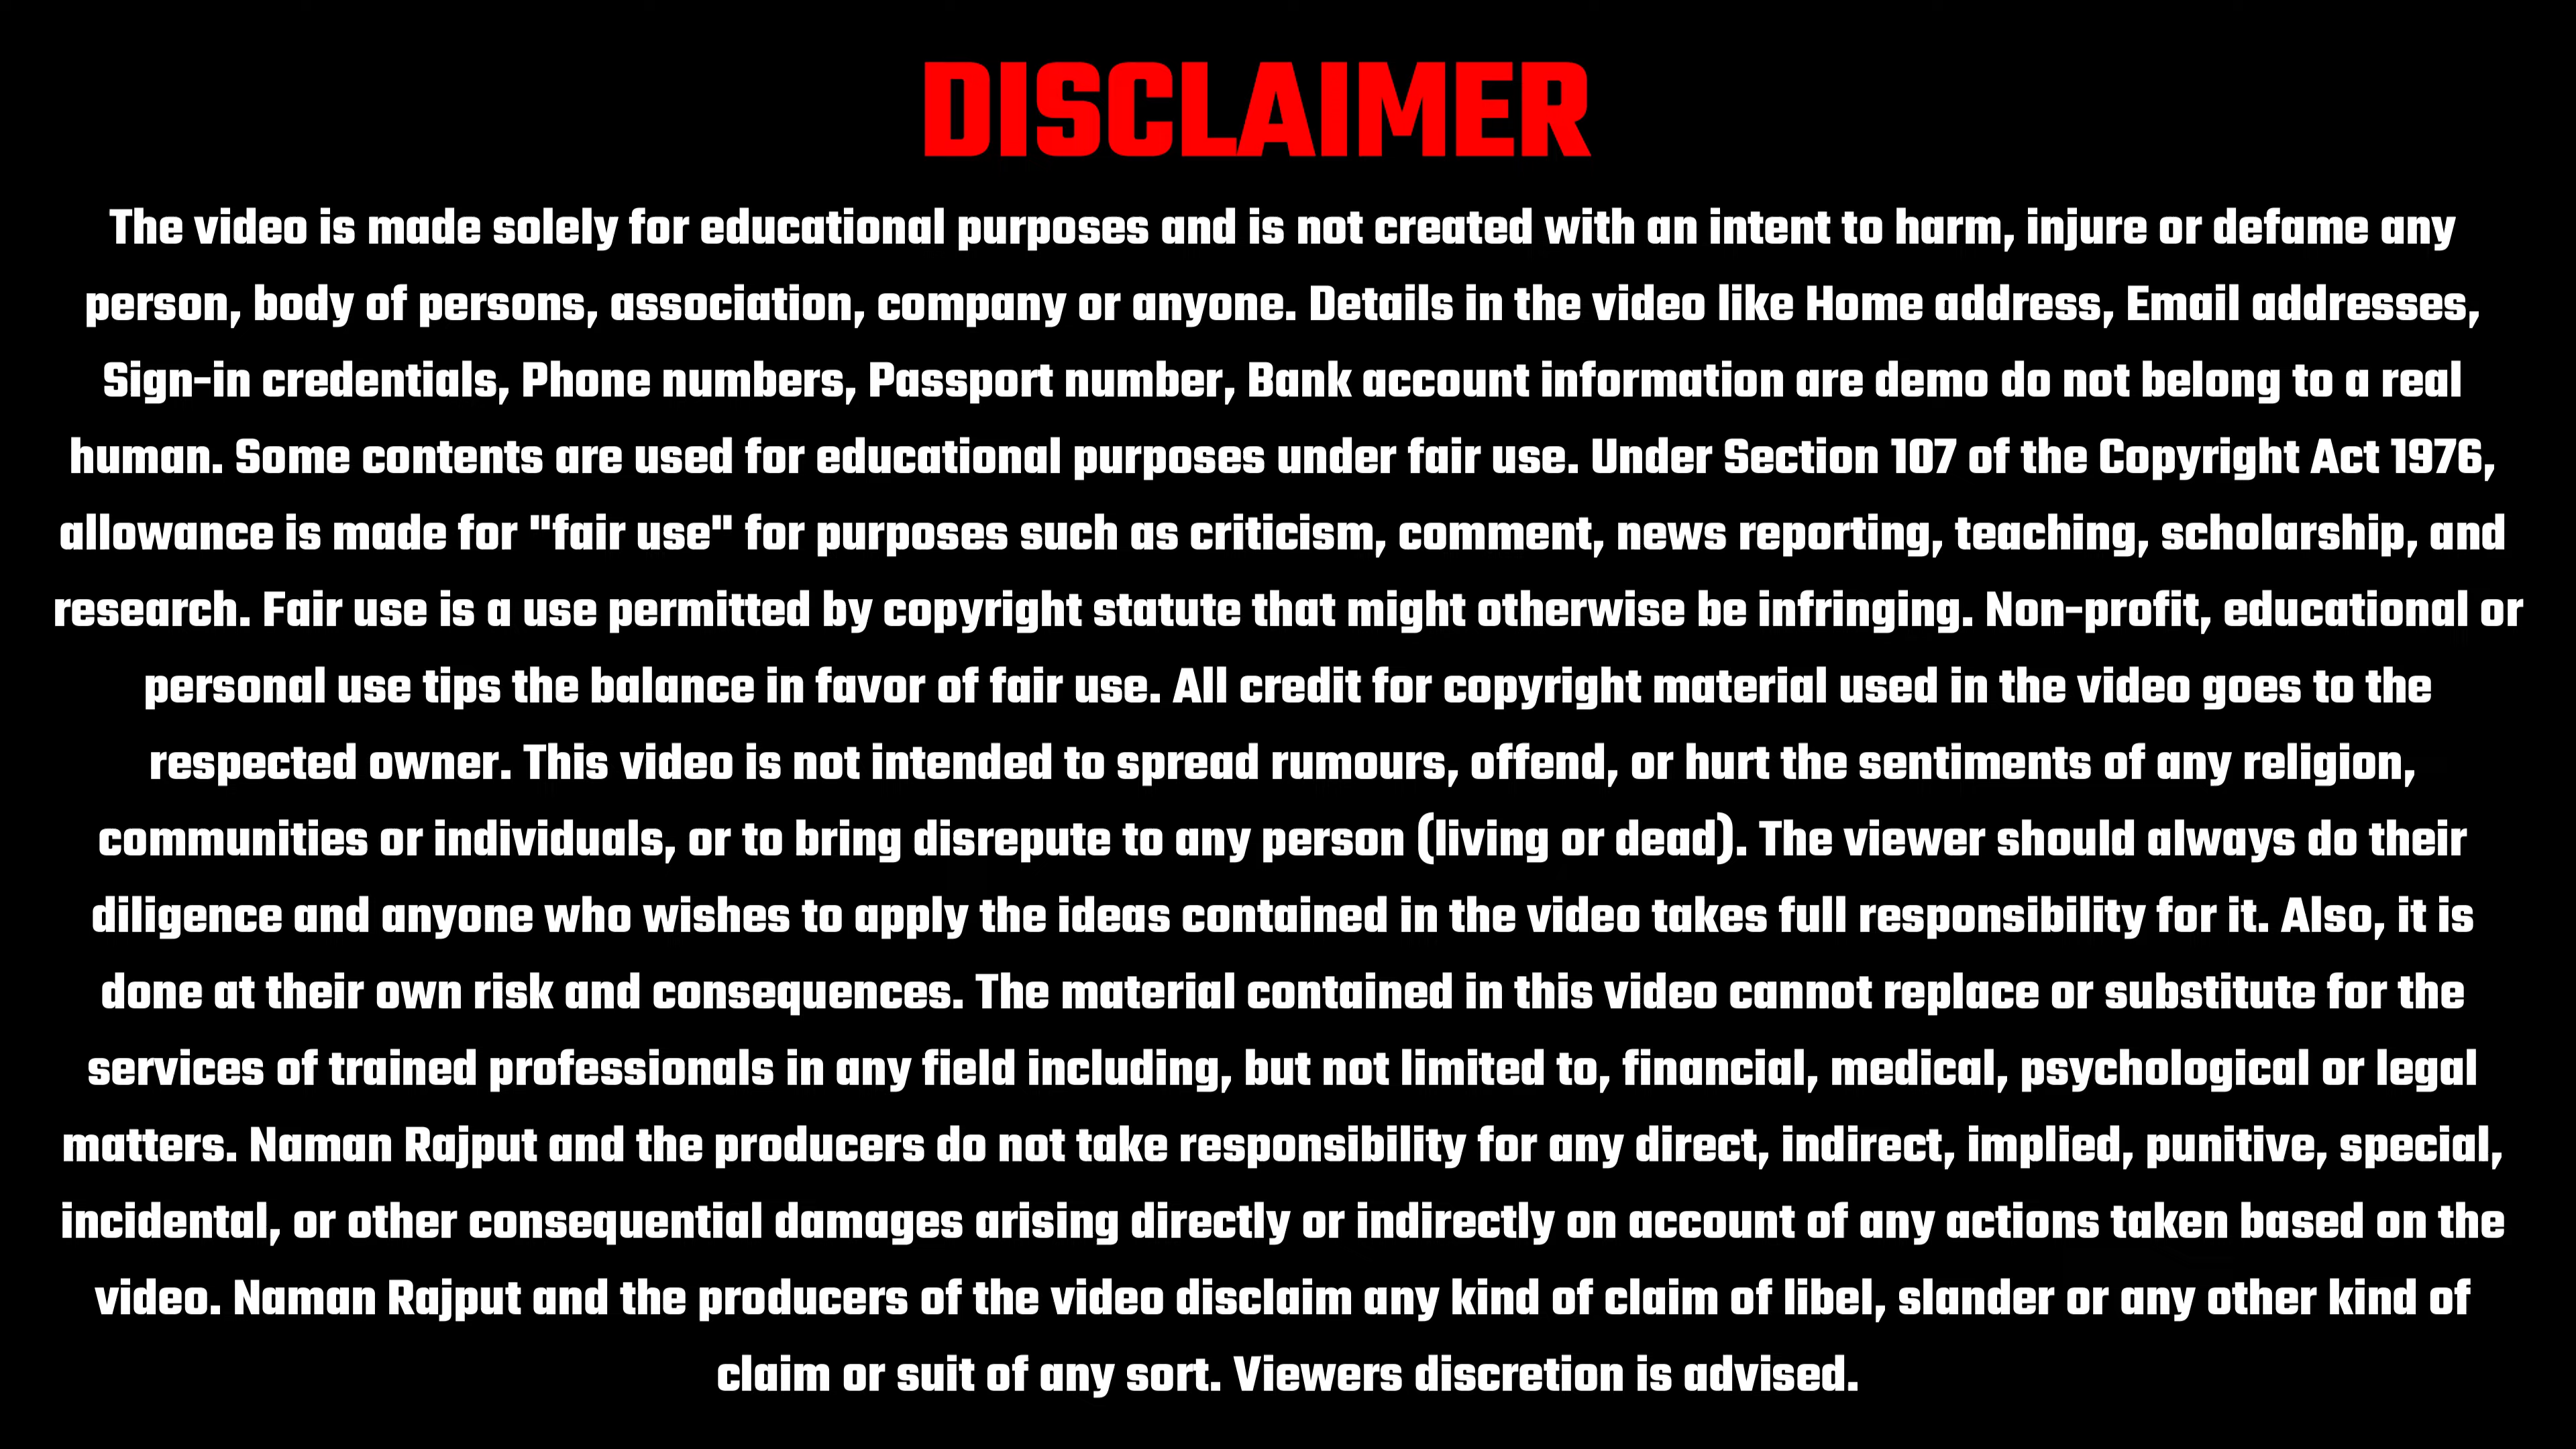 DISCLAIMER
The video is made solely for educational purposes and is not created with an intent to harm, injure or defame any
person, body of persons, association, company or anyone. Details in the video like Home address, Email addresses,
Sign-in credentials, Phone numbers, Passport number, Bank account information are demo do not belong to a real
human. Some contents are used for educational purposes under fair use. Under Section 107 of the Copyright Act 1976,
allowance is made for "fair use" for purposes such as criticism, comment, news reporting, teaching, scholarship, and
research. Fair use is a use permitted by copyright statute that might otherwise be infringing. Non-profit, educational or
personal use tips the balance in favor of fair use. All credit for copyright material used in the video goes to the
respected owner. This video is not intended to spread rumours, offend, or hurt the sentiments of any religion,
communities or individuals, or to bring disrepute to any person (living or dead). The viewer should always do their
diligence and anyone who wishes to apply the ideas contained in the video takes full responsibility for it. Also, it is
done at their own risk and consequences. The material contained in this video cannot replace or substitute for the
services of trained professionals in any field including, but not limited to, financial, medical, psychological or legal
matters. Naman Rajput and the producers do not take responsibility for any direct, indirect, implied, punitive, special,
incidental, or other consequential damages arising directly or indirectly on account of any actions taken based on the
video. Naman Rajput and the producers of the video disclaim any kind of claim of libel, slander or any other kind of
claim or suit of any sort. Viewers discretion is advised.